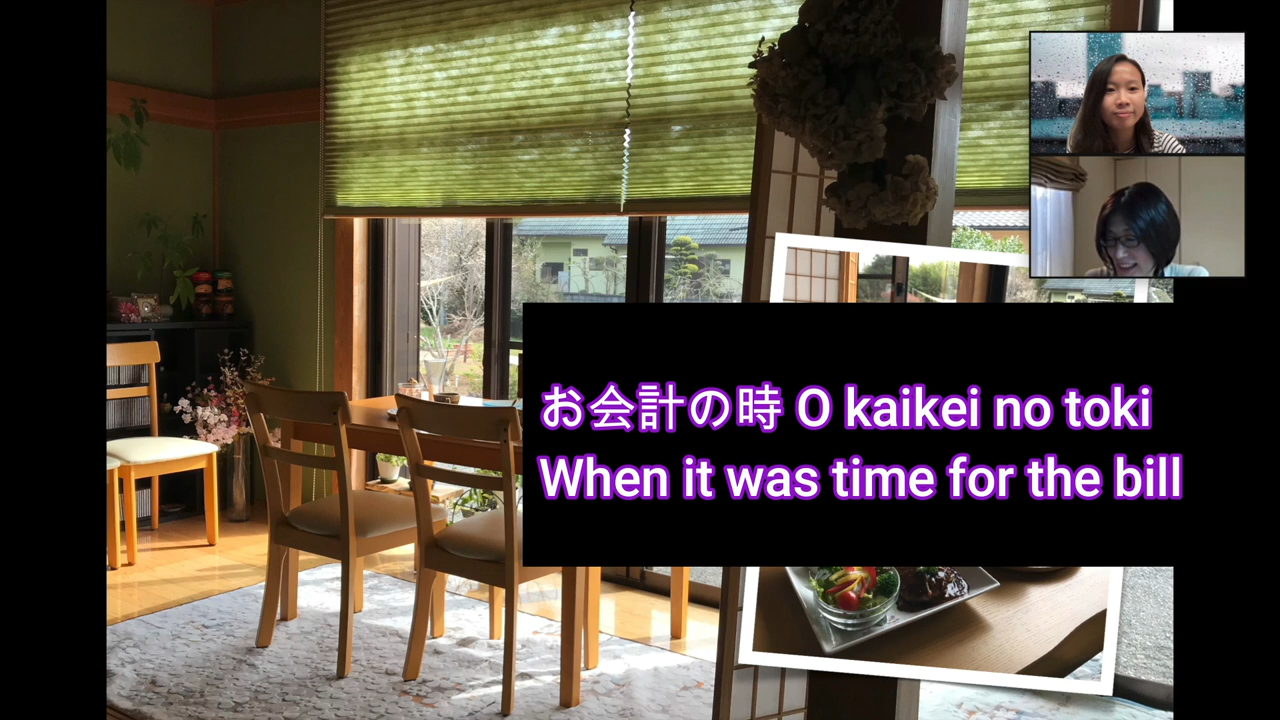 お会計の時 O kaikei no toki
When it was time for the bill